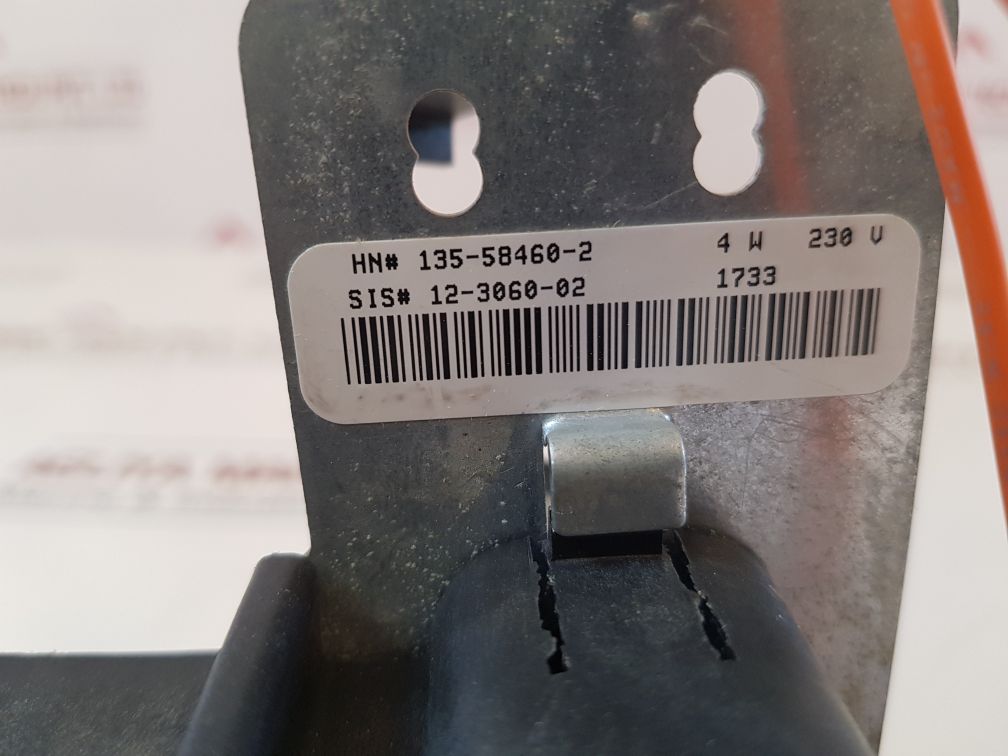 HN# 135-58460-2 4 W 230 V
SIS# 12-3060-02 1733